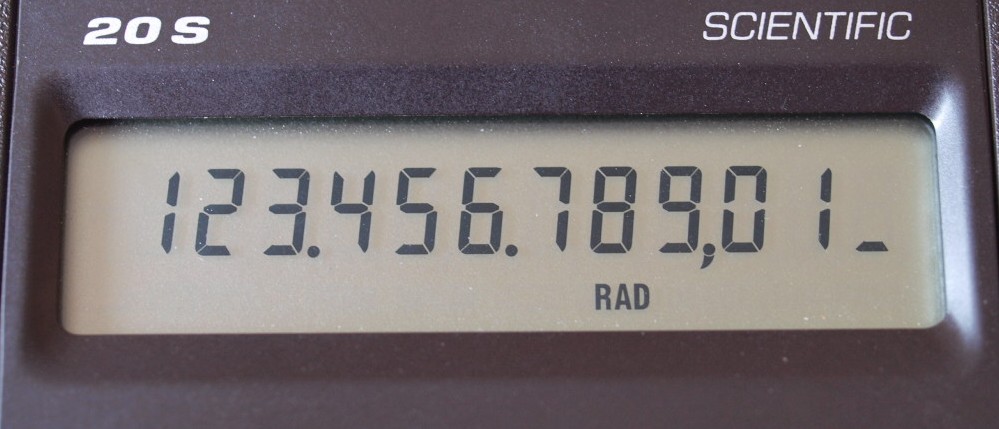 20 S SCIENTIFIC
123.456.789,01_
RAD